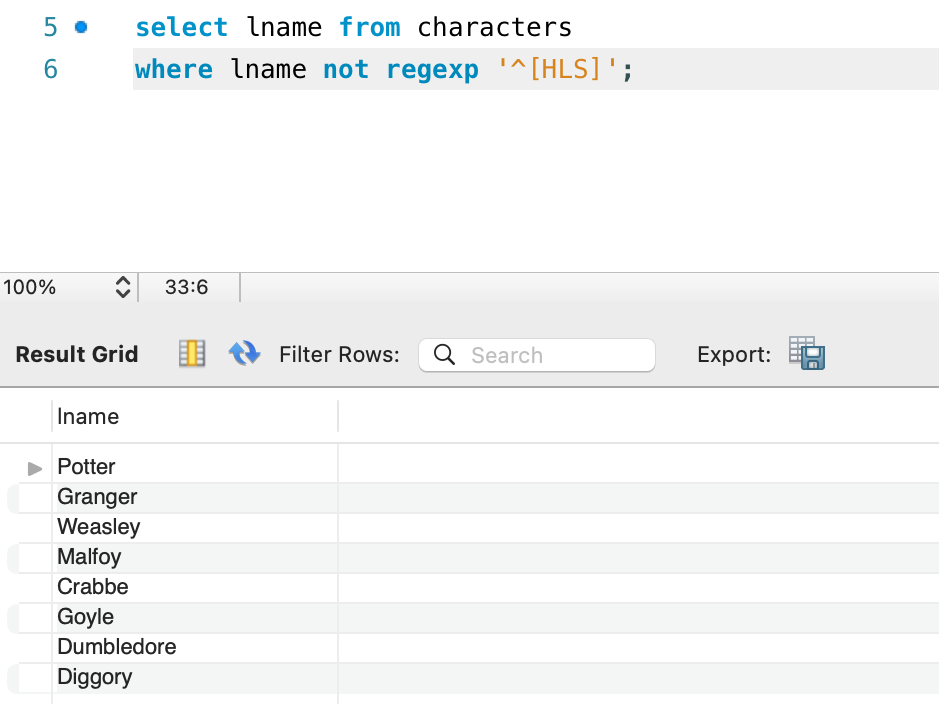 5 select lname from characters
6 where lname not regexp '^[HLS]';
100% 33:6
Result Grid Filter Rows: Search Export:
lname
Potter
Granger
Weasley
Malfoy
Crabbe
Goyle
Dumbledore
Diggory